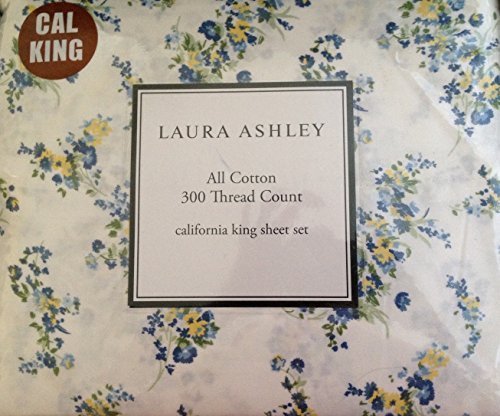 CAL
KING
LAURA ASHLEY
All Cotton
300 Thread Count
california king sheet set